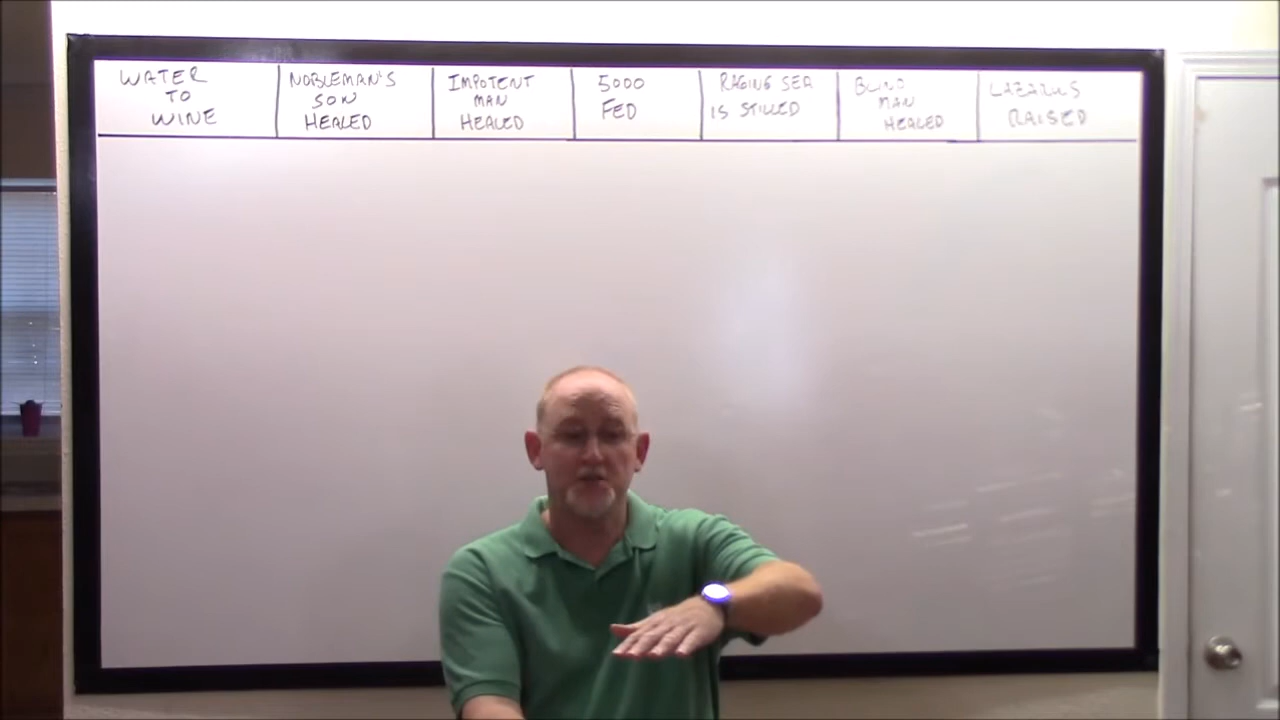 WATER
TO
WINE
NOBLEMAN'S
SON
HEALED
IMPOTENT
MAN
HEALED
5000
FED
RAGING SEA
IS STILLED
BLIND
MAN
HEALED
LAZARUS
RAISED